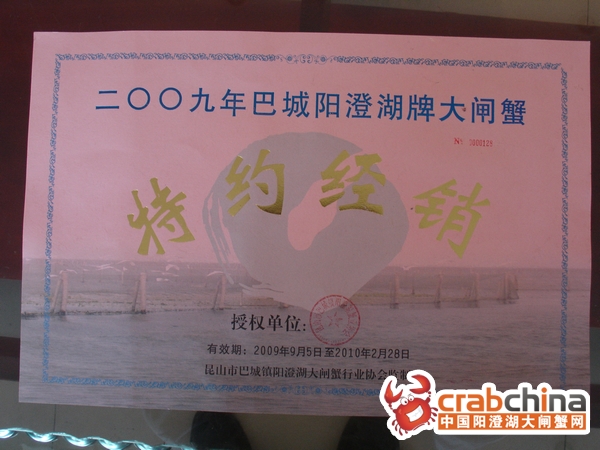 二〇〇九年巴城阳澄湖牌大闸蟹
No 0000128
特约经销
授权单位:
有效期: 2009年9月5日至2010年2月28日
昆山市巴城镇阳澄湖大闸蟹行业协会监制
crabchina
中国阳澄湖大闸蟹网